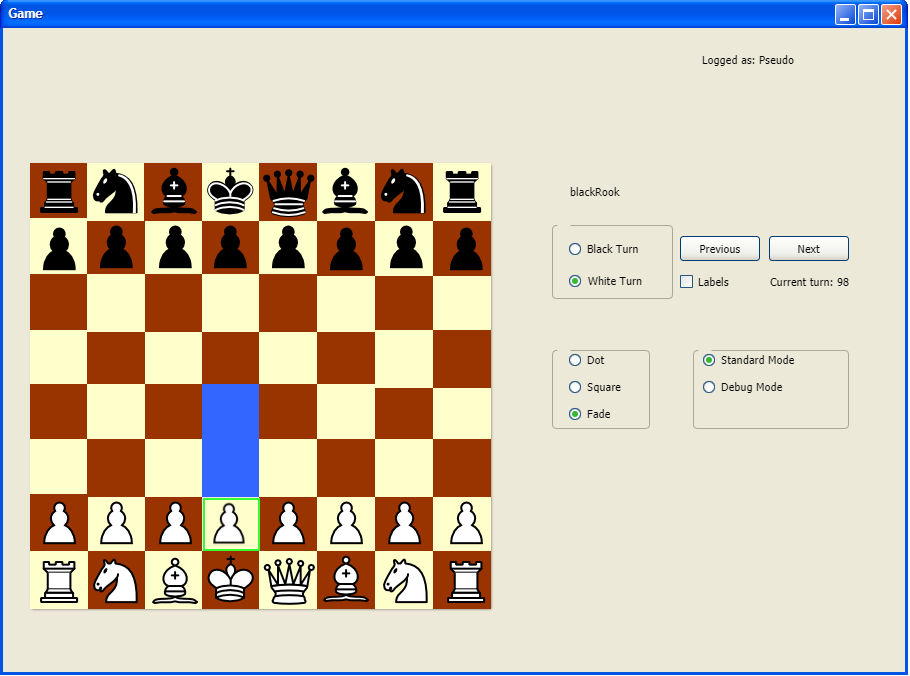 Game
Logged as: Pseudo
blackRook
Black Turn
Previous
Next
White Turn
Labels
Current turn: 98
Dot
Standard Mode
Square
Debug Mode
Fade